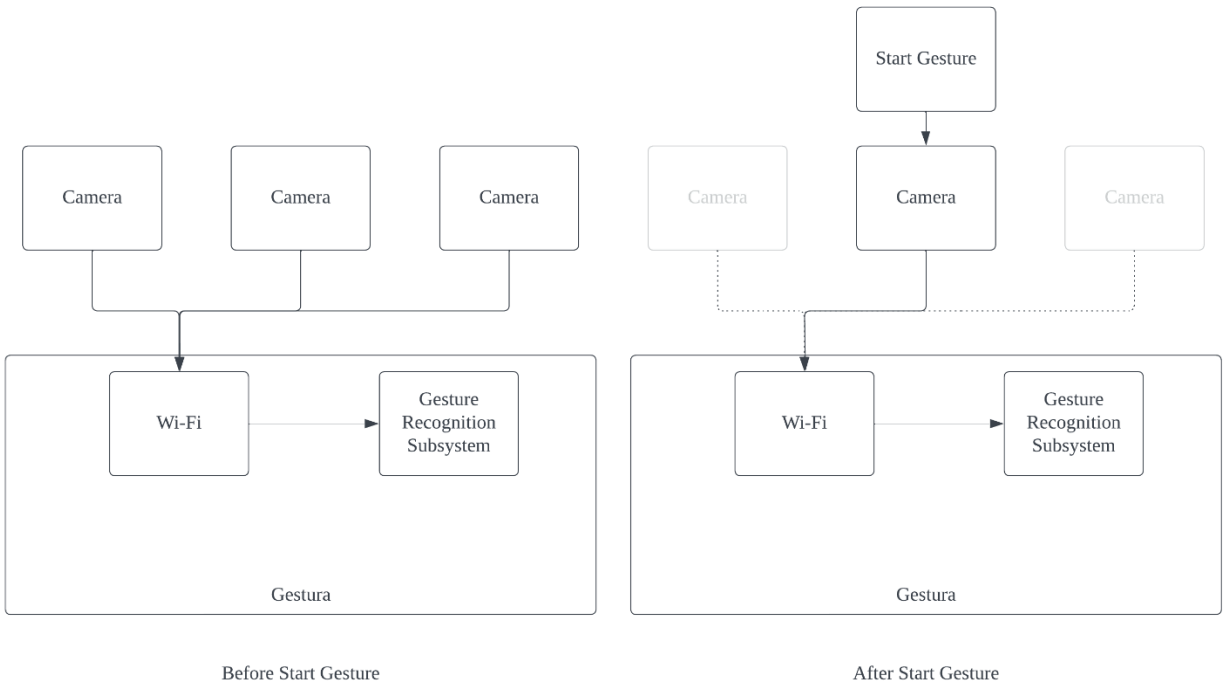 Start Gesture
Camera
Camera
Camera
Camera
Camera
Camera
Wi-Fi
Gesture
Recognition
Subsystem
Wi-Fi
Gesture
Recognition
Subsystem
Gestura
Gestura
Before Start Gesture
After Start Gesture